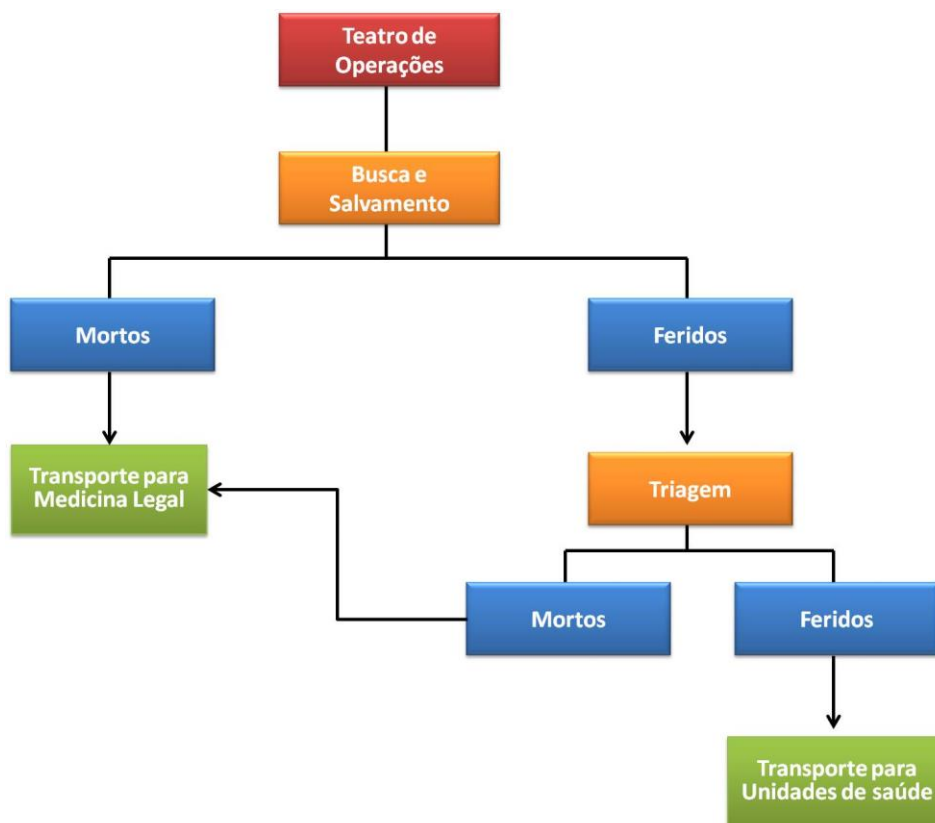 Teatro de
Operações
Busca e
Salvamento
Mortos
Feridos
Transporte para
Medicina Legal
Triagem
Mortos
Feridos
Transporte para
Unidades de saúde